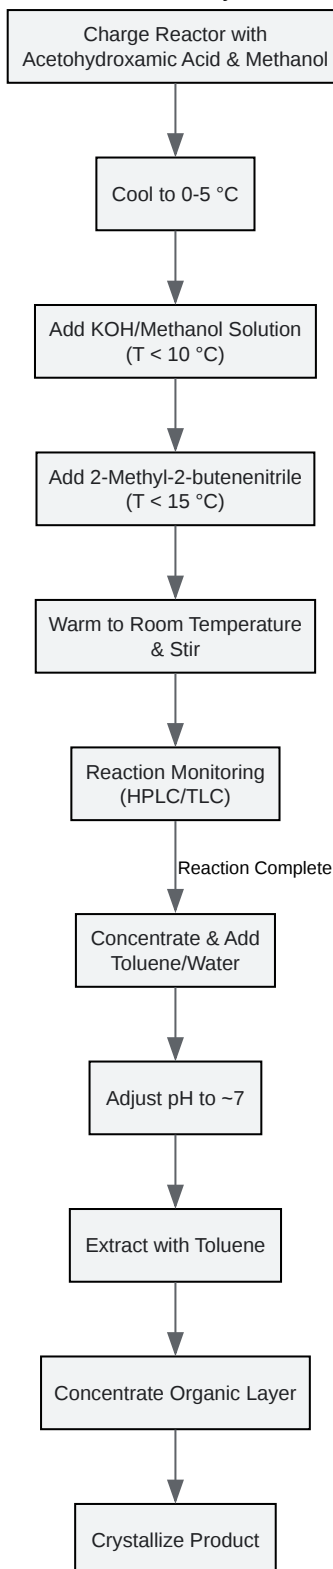 Charge Reactor with
Acetohydroxamic Acid & Methanol
Cool to 0-5 °C
Add KOH/Methanol Solution
(T < 10 °C)
Add 2-Methyl-2-butenenitrile
(T < 15 °C)
Warm to Room Temperature
& Stir
Reaction Monitoring
(HPLC/TLC)
Reaction Complete
Concentrate & Add
Toluene/Water
Adjust pH to ~7
Extract with Toluene
Concentrate Organic Layer
Crystallize Product